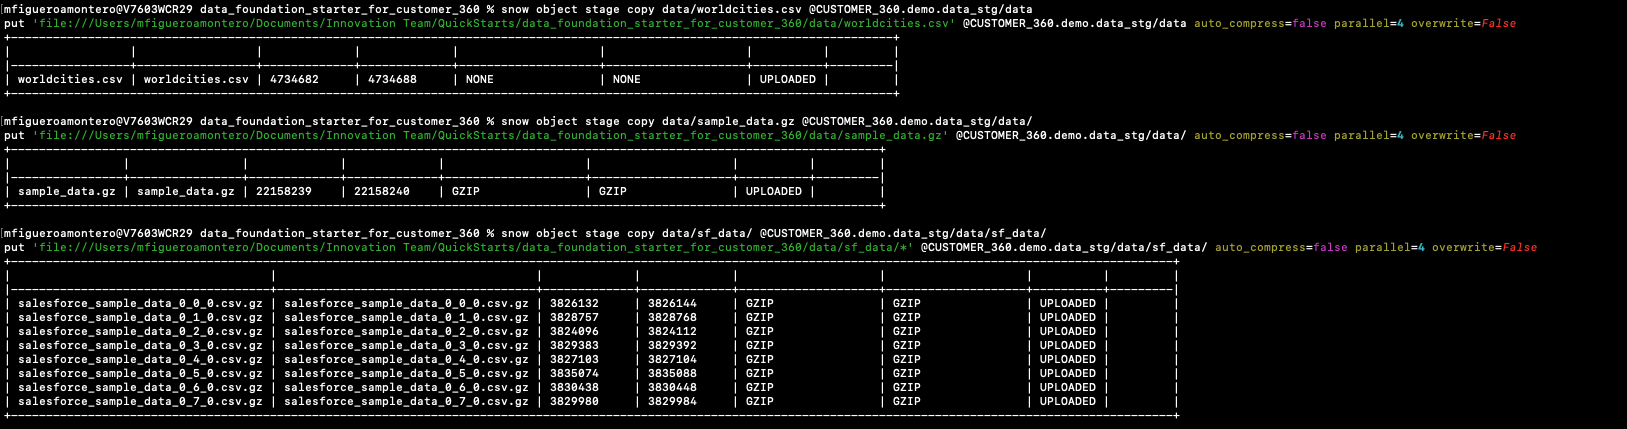 mfigueroamontero@V7603WCR29 data_foundation_starter_for_customer_360 % snow object stage copy data/worldcities.csv @CUSTOMER_360.demo.data_stg/data
put 'file:///Users/mfigueroamontero/Documents/Innovation Team/QuickStarts/data_foundation_starter_for_customer_360/data/worldcities.csv' @CUSTOMER_360.demo.data_stg/data auto_compress=false parallel=4 overwrite=False
| worldcities.csv | worldcities.csv | 4734682 | 4734688 | NONE | NONE | UPLOADED | |
mfigueroamontero@V7603WCR29 data_foundation_starter_for_customer_360 % snow object stage copy data/sample_data.gz @CUSTOMER_360.demo.data_stg/data/
put 'file:///Users/mfigueroamontero/Documents/Innovation Team/QuickStarts/data_foundation_starter_for_customer_360/data/sample_data.gz' @CUSTOMER_360.demo.data_stg/data/ auto_compress=false parallel=4 overwrite=False
| sample_data.gz | sample_data.gz | 22158239 | 22158240 | GZIP | GZIP | UPLOADED | |
mfigueroamontero@V7603WCR29 data_foundation_starter_for_customer_360 % snow object stage copy data/sf_data/ @CUSTOMER_360.demo.data_stg/data/sf_data/
put 'file:///Users/mfigueroamontero/Documents/Innovation Team/QuickStarts/data_foundation_starter_for_customer_360/data/sf_data/*' @CUSTOMER_360.demo.data_stg/data/sf_data/ auto_compress=false parallel=4 overwrite=False
| salesforce_sample_data_0_0_0.csv.gz | salesforce_sample_data_0_0_0.csv.gz | 3826132 | 3826144 | GZIP | GZIP | UPLOADED | |
| salesforce_sample_data_0_1_0.csv.gz | salesforce_sample_data_0_1_0.csv.gz | 3828757 | 3828768 | GZIP | GZIP | UPLOADED | |
| salesforce_sample_data_0_2_0.csv.gz | salesforce_sample_data_0_2_0.csv.gz | 3824096 | 3824112 | GZIP | GZIP | UPLOADED | |
| salesforce_sample_data_0_3_0.csv.gz | salesforce_sample_data_0_3_0.csv.gz | 3829383 | 3829392 | GZIP | GZIP | UPLOADED | |
| salesforce_sample_data_0_4_0.csv.gz | salesforce_sample_data_0_4_0.csv.gz | 3827103 | 3827104 | GZIP | GZIP | UPLOADED | |
| salesforce_sample_data_0_5_0.csv.gz | salesforce_sample_data_0_5_0.csv.gz | 3835074 | 3835088 | GZIP | GZIP | UPLOADED | |
| salesforce_sample_data_0_6_0.csv.gz | salesforce_sample_data_0_6_0.csv.gz | 3830438 | 3830448 | GZIP | GZIP | UPLOADED | |
| salesforce_sample_data_0_7_0.csv.gz | salesforce_sample_data_0_7_0.csv.gz | 3829980 | 3829984 | GZIP | GZIP | UPLOADED | |